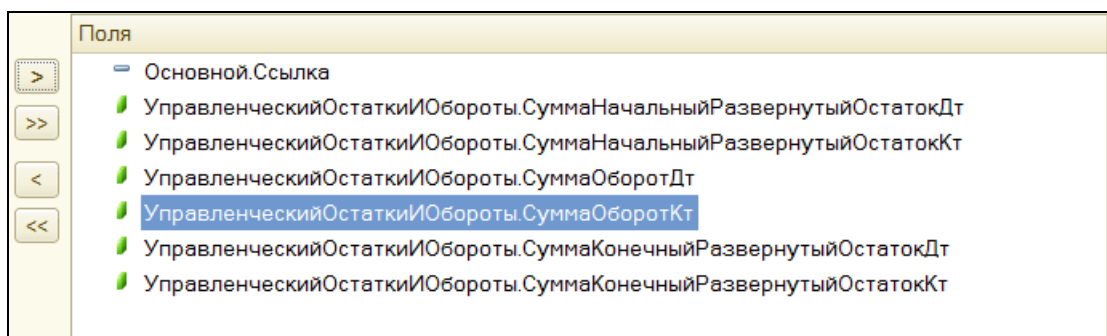 Поля
> Основной.Ссылка
УправленческийОстаткиИОбороты.СуммаНачальныйРазвернутыйОстатокДт
>> УправленческийОстаткиИОбороты.СуммаНачальныйРазвернутыйОстатокКт
< УправленческийОстаткиИОбороты.СуммаОборотДт
<< УправленческийОстаткиИОбороты.СуммаОборотКт
УправленческийОстаткиИОбороты.СуммаКонечныйРазвернутыйОстатокДт
УправленческийОстаткиИОбороты.СуммаКонечныйРазвернутыйОстатокКт